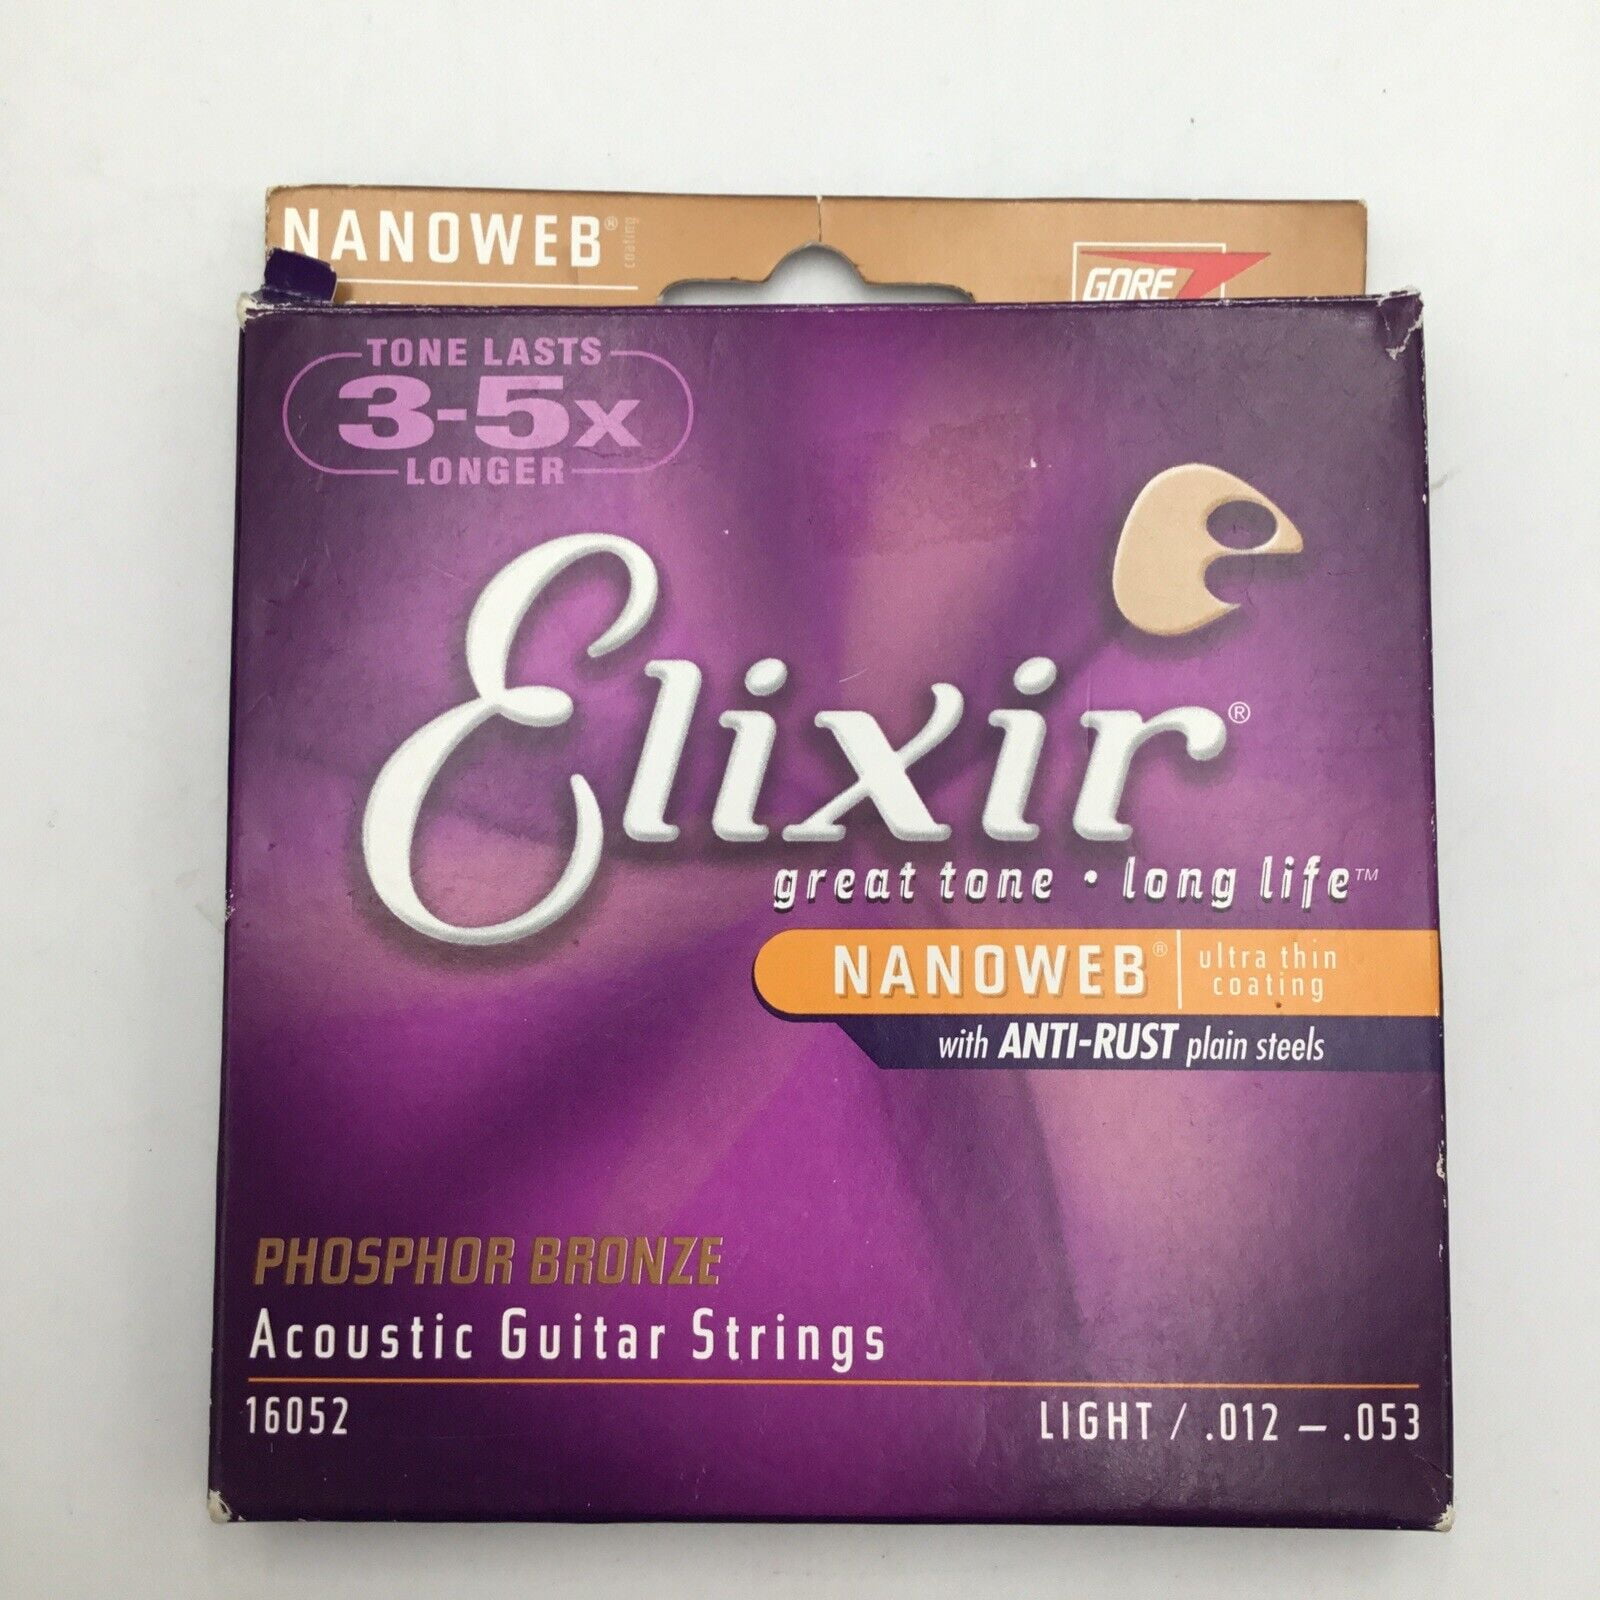 NANOWEB® coating
GORE
TONE LASTS
3-5x
LONGER
Elixir®
great tone • long life™
NANOWEB® ultra thin
coating
with ANTI-RUST plain steels
PHOSPHOR BRONZE
Acoustic Guitar Strings
16052
LIGHT / .012 – .053